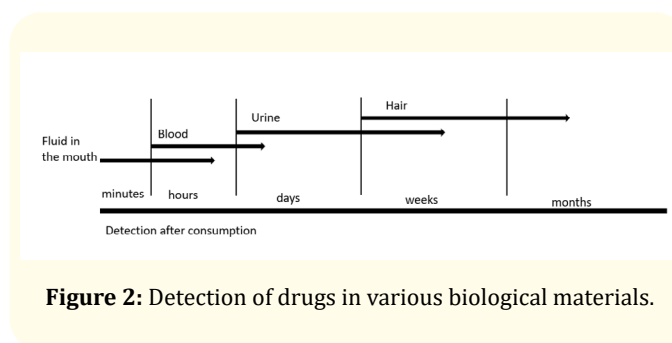 Hair
Urine
Blood
Fluid in
the mouth
minutes hours days weeks months
Detection after consumption
Figure 2: Detection of drugs in various biological materials.